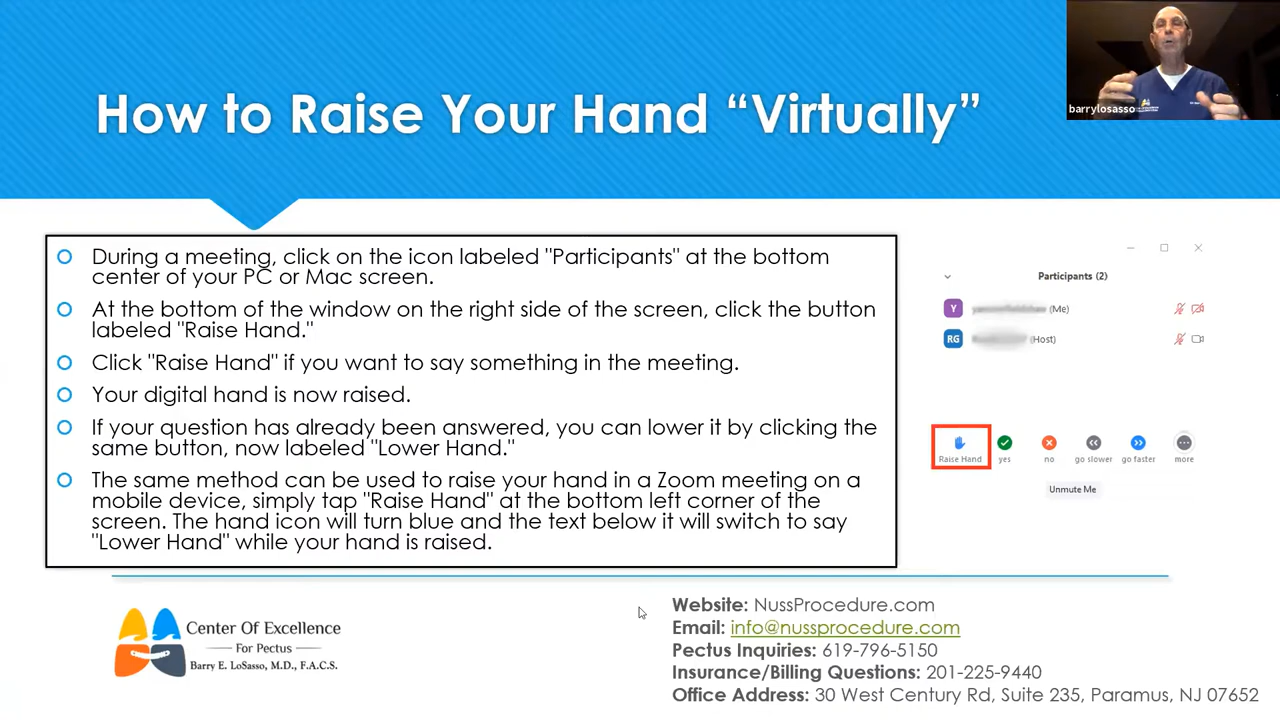 How to Raise Your Hand “Virtually”
barrylosasso
During a meeting, click on the icon labeled "Participants" at the bottom
center of your PC or Mac screen.
At the bottom of the window on the right side of the screen, click the button
labeled "Raise Hand."
Click "Raise Hand" if you want to say something in the meeting.
Your digital hand is now raised.
If your question has already been answered, you can lower it by clicking the
same button, now labeled "Lower Hand."
The same method can be used to raise your hand in a Zoom meeting on a
mobile device, simply tap "Raise Hand" at the bottom left corner of the
screen. The hand icon will turn blue and the text below it will switch to say
"Lower Hand" while your hand is raised.
Participants (2)
Y (Me)
RG (Host)
Raise Hand yes no go slower go faster more
Unmute Me
Center Of Excellence
For Pectus
Barry E. LoSasso, M.D., F.A.C.S.
Website: NussProcedure.com
Email: info@nussprocedure.com
Pectus Inquiries: 619-796-5150
Insurance/Billing Questions: 201-225-9440
Office Address: 30 West Century Rd, Suite 235, Paramus, NJ 07652